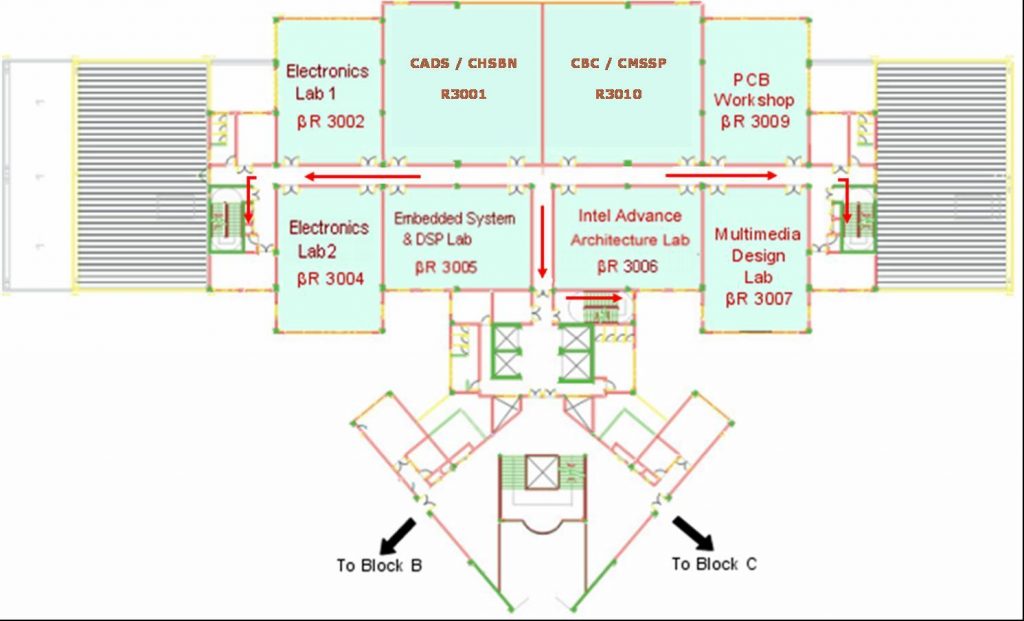 Electronics
Lab 1
βR 3002
CADS / CHSBN
R3001
CBC / CMSSP
R3010
PCB
Workshop
βR 3009
Electronics
Lab2
βR 3004
Embedded System
& DSP Lab
βR 3005
Intel Advance
Architecture Lab
βR 3006
Multimedia
Design
Lab
βR 3007
To Block B
To Block C